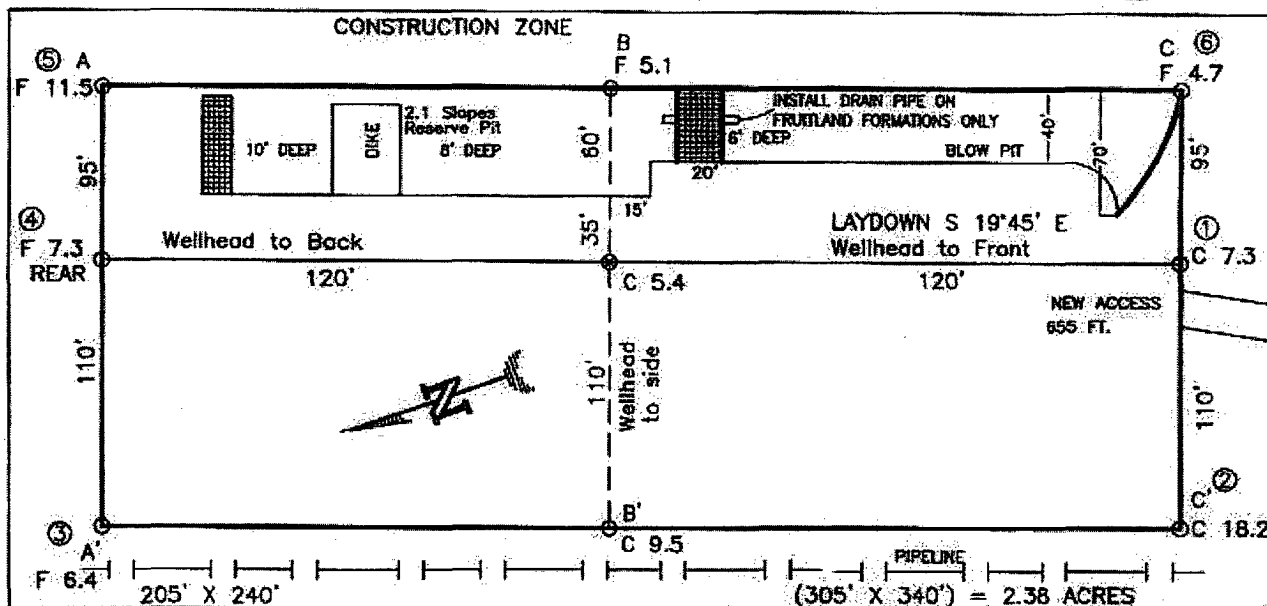 CONSTRUCTION ZONE
⑤ A
F 11.5
B
F 5.1
C ⑥
F 4.7
2.1 Slopes
Reserve Pit
10' DEEP
DIKE
8' DEEP
60'
INSTALL DRAIN PIPE ON
FRUITLAND FORMATIONS ONLY
6' DEEP
BLOW PIT
40'
70'
95'
95'
20'
15'
35'
④
F 7.3
REAR
Wellhead to Back
120'
C 5.4
LAYDOWN S 19°45' E
Wellhead to Front
120'
①
C 7.3
NEW ACCESS
655 FT.
110'
N
110'
Wellhead
to side
110'
③ A'
F 6.4
B'
C 9.5
C' ②
C 18.2
PIPELINE
205' X 240'
(305' X 340') = 2.38 ACRES